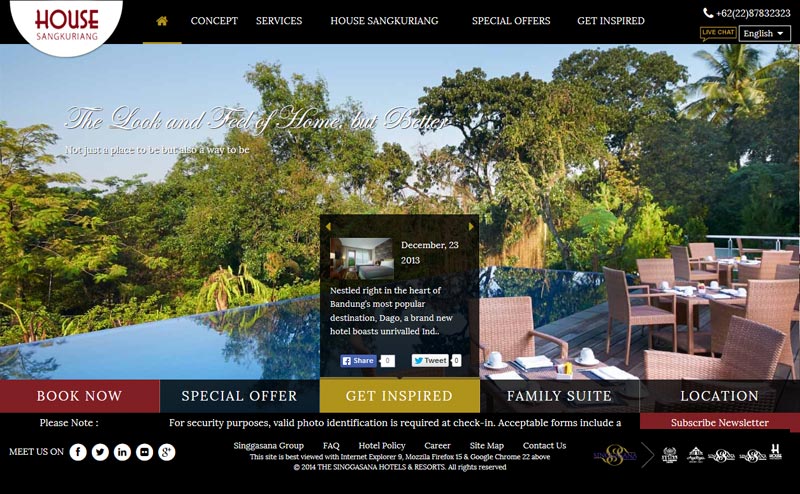 HOUSE
SANGKURIANG
CONCEPT
SERVICES
HOUSE SANGKURIANG
SPECIAL OFFERS
GET INSPIRED
+62(22)87832323
LIVE CHAT
English
The Look and Feel of Home, but Better
Not just a place to be but also a way to be
December, 23
2013
Nestled right in the heart of
Bandung's most popular
destination, Dago, a brand new
hotel boasts unrivalled Ind..
Share 0
Tweet 0
BOOK NOW
SPECIAL OFFER
GET INSPIRED
FAMILY SUITE
LOCATION
Please Note :
For security purposes, valid photo identification is required at check-in. Acceptable forms include a
Subscribe Newsletter
MEET US ON
Singgasana Group
FAQ
Hotel Policy
Career
Site Map
Contact Us
This site is best viewed with Internet Explorer 9, Mozzila Firefox 15 & Google Chrome 22 above
© 2014 THE SINGGASANA HOTELS & RESORTS. All rights reserved